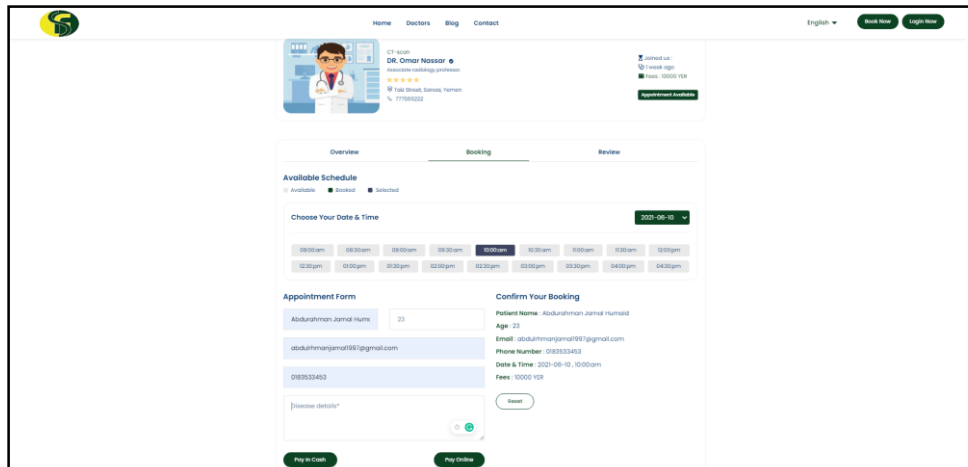 Home Doctors Blog Contact English Book Now Login Now
CT-scan
DR. Omar Nassar
Associate radiology professor
Taiz Street, Sanaa, Yemen
777555222
Joined us :
1 week ago
Fees : 10000 YER
Appointment Available
Overview Booking Review
Available Schedule
Available Booked Selected
Choose Your Date & Time 2021-06-10
08:00am 08:30am 09:00am 09:30am 10:00am 10:30am 11:00am 11:30am 12:00pm
12:30pm 01:00pm 01:30pm 02:00pm 02:30pm 03:00pm 03:30pm 04:00pm 04:30pm
Appointment Form
Abdurahman Jamal Hum 23
abdulrhmanjamal1997@gmail.com
0183533453
Disease details*
Pay In Cash Pay Online
Confirm Your Booking
Patient Name : Abdurahman Jamal Humaid
Age : 23
Email : abdulrhmanjamal1997@gmail.com
Phone Number : 0183533453
Date & Time : 2021-06-10 , 10:00am
Fees : 10000 YER
Reset